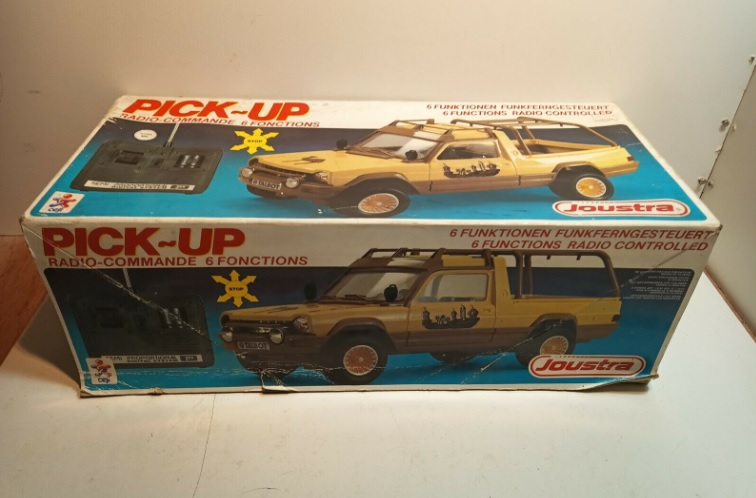 PICK~UP
RADIO-COMMANDE 6 FONCTIONS
6 FUNKTIONEN FUNKFERNGESTEUERT
6 FUNCTIONS RADIO CONTROLLED
STOP
Joustra
PICK~UP
RADIO-COMMANDE 6 FONCTIONS
6 FUNKTIONEN FUNKFERNGESTEUERT
6 FUNCTIONS RADIO CONTROLLED
STOP
Joustra